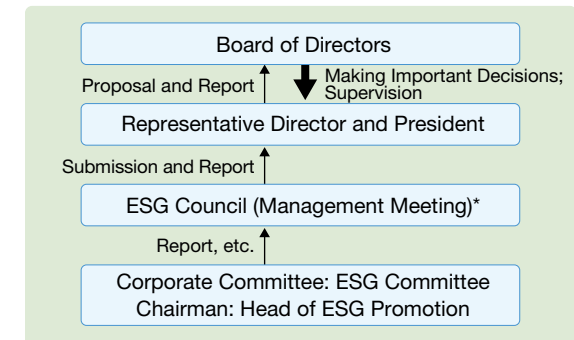 Board of Directors
Proposal and Report
Making Important Decisions;
Supervision
Representative Director and President
Submission and Report
ESG Council (Management Meeting)*
Report, etc.
Corporate Committee: ESG Committee
Chairman: Head of ESG Promotion